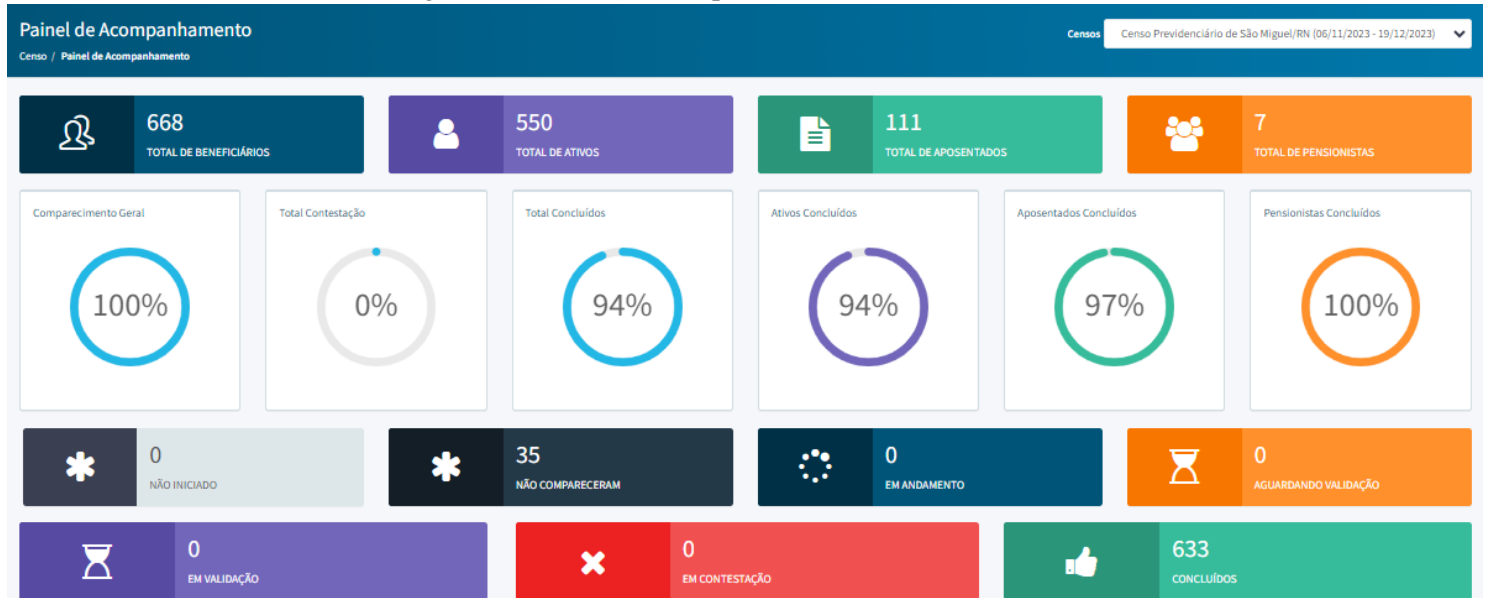 Painel de Acompanhamento
Censo / Painel de Acompanhamento
Censos Censo Previdenciário de São Miguel/RN (06/11/2023 - 19/12/2023)
668
TOTAL DE BENEFICIÁRIOS
550
TOTAL DE ATIVOS
111
TOTAL DE APOSENTADOS
7
TOTAL DE PENSIONISTAS
Comparecimento Geral
100%
Total Contestação
0%
Total Concluídos
94%
Ativos Concluídos
94%
Aposentados Concluídos
97%
Pensionistas Concluídos
100%
0
NÃO INICIADO
35
NÃO COMPARECERAM
0
EM ANDAMENTO
0
AGUARDANDO VALIDAÇÃO
0
EM VALIDAÇÃO
0
EM CONTESTAÇÃO
633
CONCLUÍDOS